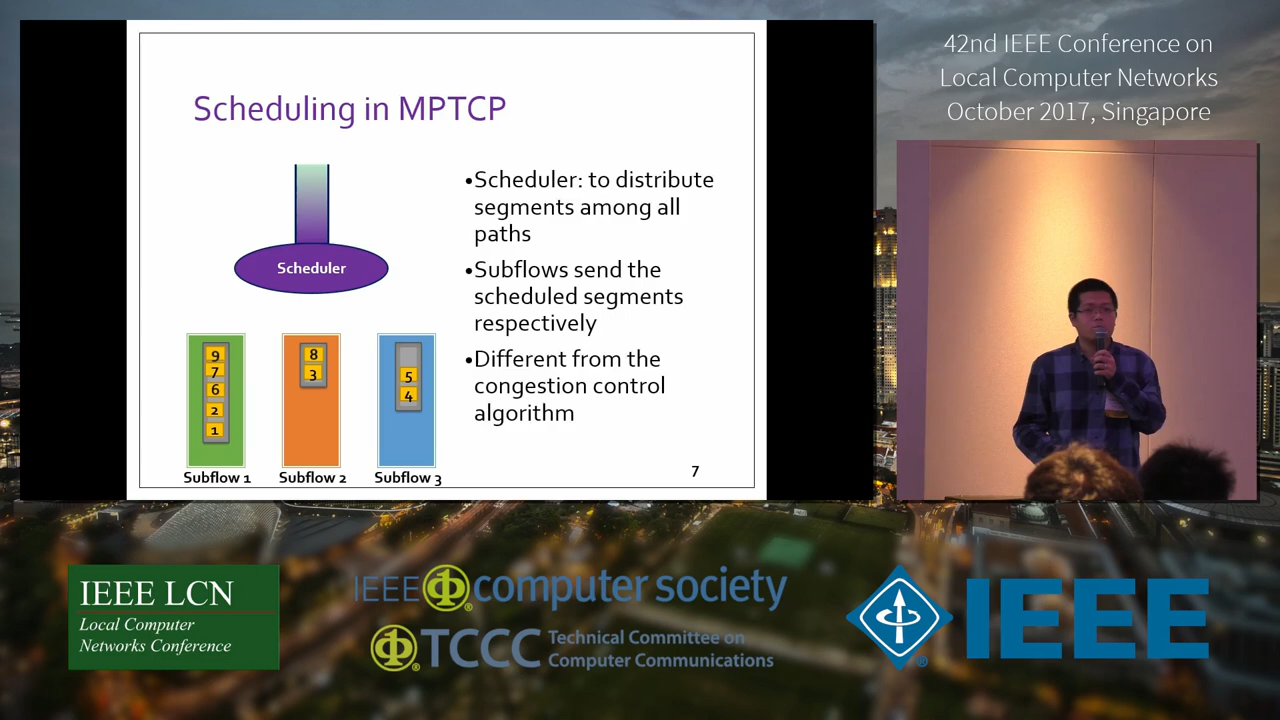 42nd IEEE Conference on
Local Computer Networks
October 2017, Singapore
Scheduling in MPTCP
Scheduler
•Scheduler: to distribute
segments among all
paths
•Subflows send the
scheduled segments
respectively
•Different from the
congestion control
algorithm
9
7
6
2
1
8
3
5
4
Subflow 1
Subflow 2
Subflow 3
7
IEEE LCN
Local Computer
Networks Conference
IEEE computer society
TCCC Technical Committee on
Computer Communications
IEEE